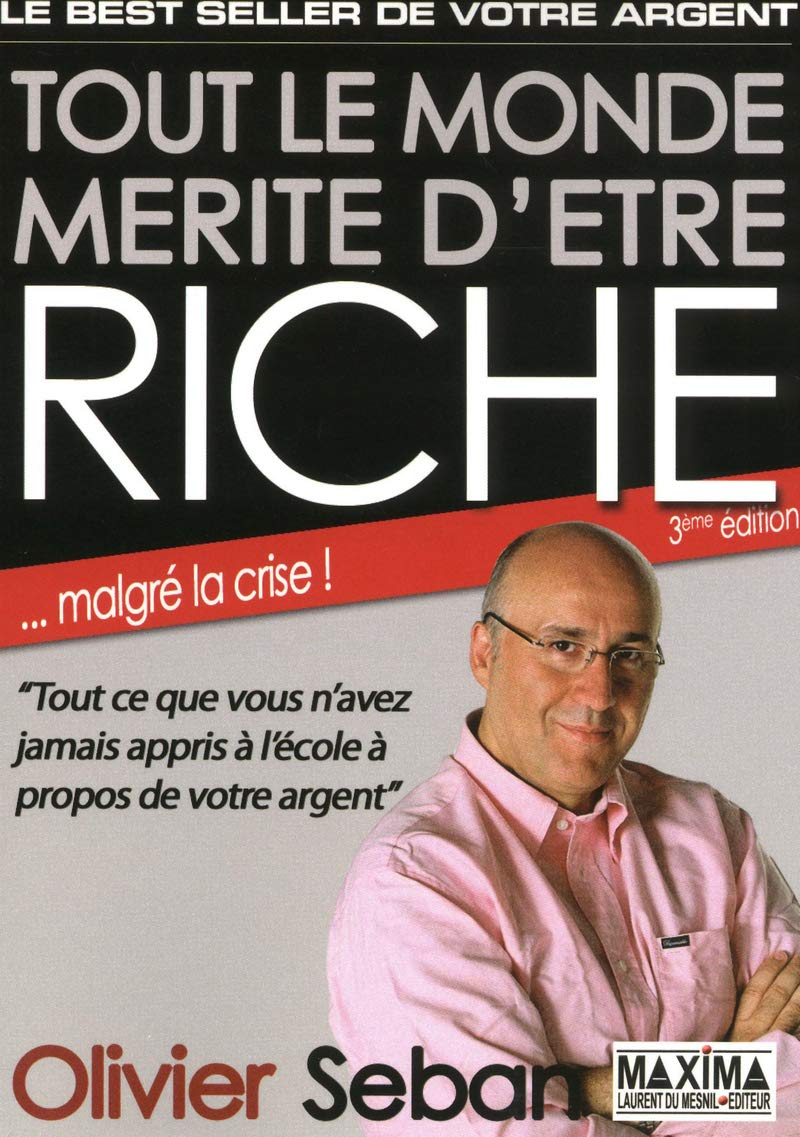 LE BEST SELLER DE VOTRE ARGENT
TOUT LE MONDE
MERITE D'ETRE
RICHE
3ème édition
... malgré la crise !
"Tout ce que vous n'avez
jamais appris à l'école à
propos de votre argent"
Olivier Seban
MAXIMA
LAURENT DU MESNIL•EDITEUR